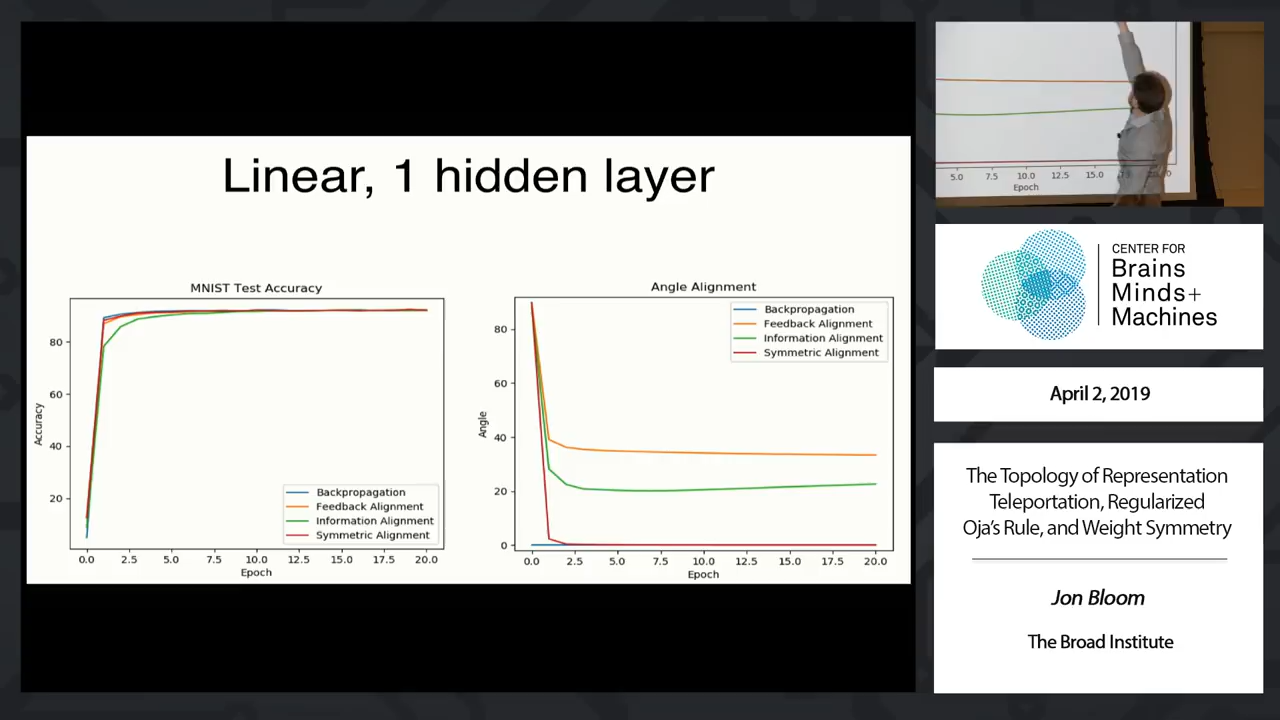 Linear, 1 hidden layer
MNIST Test Accuracy
Accuracy
80
60
40
20
Backpropagation
Feedback Alignment
Information Alignment
Symmetric Alignment
0.0 2.5 5.0 7.5 10.0 12.5 15.0 17.5 20.0
Epoch
Angle Alignment
Angle
80
60
40
20
0
Backpropagation
Feedback Alignment
Information Alignment
Symmetric Alignment
0.0 2.5 5.0 7.5 10.0 12.5 15.0 17.5 20.0
Epoch
5.0 7.5 10.0 12.5 15.0
Epoch
CENTER FOR
Brains
Minds+
Machines
April 2, 2019
The Topology of Representation
Teleportation, Regularized
Oja's Rule, and Weight Symmetry
Jon Bloom
The Broad Institute